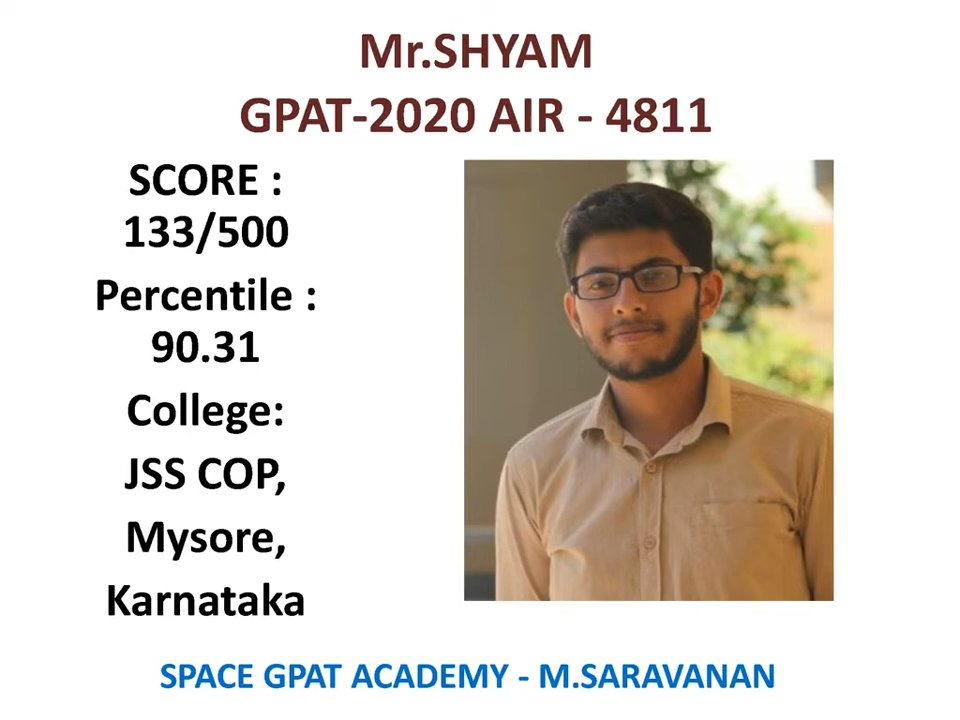 Mr.SHYAM
GPAT-2020 AIR - 4811
SCORE :
133/500
Percentile :
90.31
College:
JSS COP,
Mysore,
Karnataka
SPACE GPAT ACADEMY - M.SARAVANAN